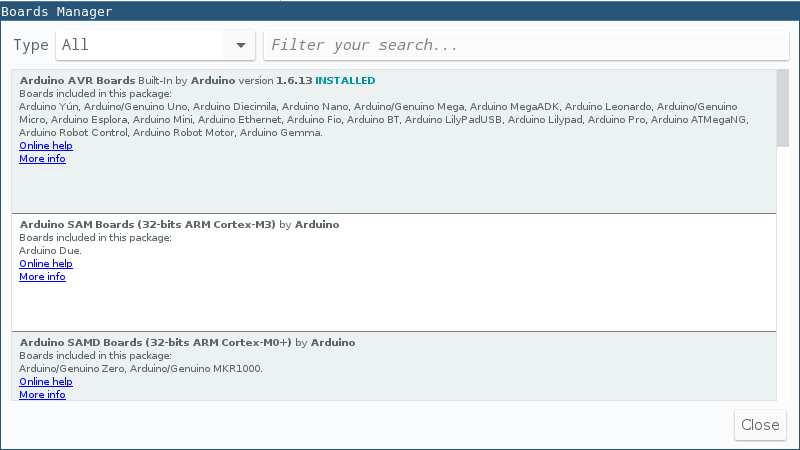 Boards Manager
Type All Filter your search...
Arduino AVR Boards Built-In by Arduino version 1.6.13 INSTALLED
Boards included in this package:
Arduino Yún, Arduino/Genuino Uno, Arduino Diecimila, Arduino Nano, Arduino/Genuino Mega, Arduino MegaADK, Arduino Leonardo, Arduino/Genuino
Micro, Arduino Esplora, Arduino Mini, Arduino Ethernet, Arduino Fio, Arduino BT, Arduino LilyPadUSB, Arduino Lilypad, Arduino Pro, Arduino ATMegaNG,
Arduino Robot Control, Arduino Robot Motor, Arduino Gemma.
Online help
More info
Arduino SAM Boards (32-bits ARM Cortex-M3) by Arduino
Boards included in this package:
Arduino Due.
Online help
More info
Arduino SAMD Boards (32-bits ARM Cortex-M0+) by Arduino
Boards included in this package:
Arduino/Genuino Zero, Arduino/Genuino MKR1000.
Online help
More info
Close